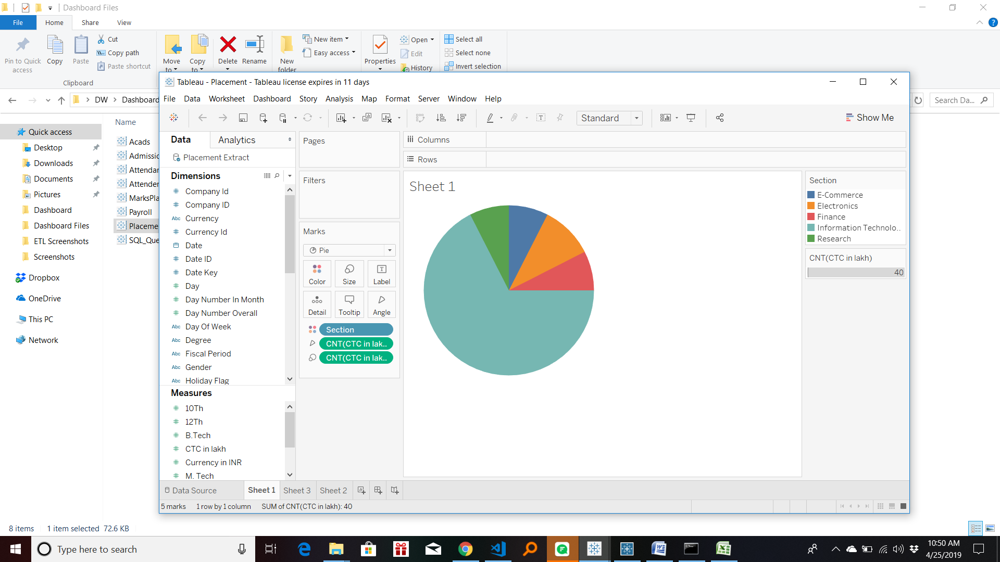 Dashboard Files
File Home Share View
Pin to Quick access
Copy
Paste
Cut
Copy path
Paste shortcut
Clipboard
Move to
Copy to
Delete
Rename
New folder
New item
Easy access
Properties
Open
Edit
History
Select all
Select none
Invert selection
DW Dashboard
Search Da...
Quick access
Desktop
Downloads
Documents
Pictures
Dashboard
Dashboard Files
ETL Screenshots
Screenshots
Dropbox
OneDrive
This PC
Network
Name
Acads
Admissic
Attendar
Attender
MarksPla
Payroll
Placeme
SQL_Que
Tableau - Placement - Tableau license expires in 11 days
File Data Worksheet Dashboard Story Analysis Map Format Server Window Help
Standard
Show Me
Data Analytics
Placement Extract
Dimensions
Company Id
Company ID
Abc Currency
Currency Id
Date
Date ID
Date Key
Day
Day Number In Month
Day Number Overall
Abc Day Of Week
Abc Degree
Abc Fiscal Period
Abc Gender
Abc Holiday Flag
Measures
10Th
12Th
B.Tech
CTC in lakh
Currency in INR
M. Tech
Pages
Filters
Marks
Pie
Color Size Label
Detail Tooltip Angle
Section
CNT(CTC in lak..
CNT(CTC in lak..
Columns
Rows
Sheet 1
Section
E-Commerce
Electronics
Finance
Information Technolo..
Research
CNT(CTC in lakh)
40
Data Source Sheet 1 Sheet 3 Sheet 2
5 marks 1 row by 1 column SUM of CNT(CTC in lakh): 40
8 items 1 item selected 72.6 KB
Type here to search
10:50 AM
4/25/2019